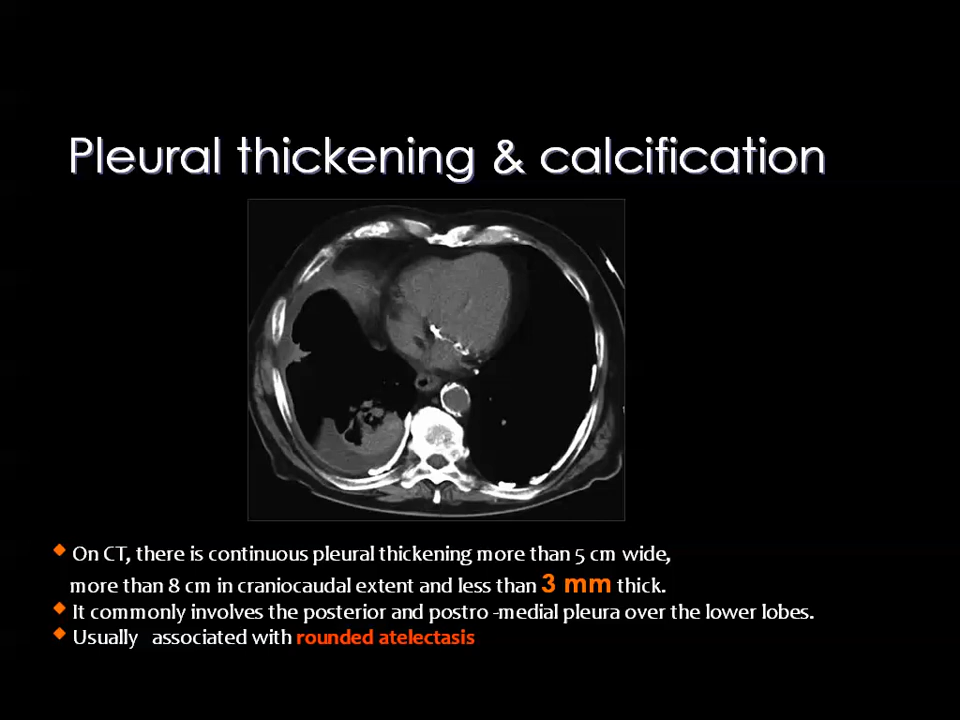 Pleural thickening & calcification
◆ On CT, there is continuous pleural thickening more than 5 cm wide,
more than 8 cm in craniocaudal extent and less than 3 mm thick.
◆ It commonly involves the posterior and postro -medial pleura over the lower lobes.
◆ Usually associated with rounded atelectasis